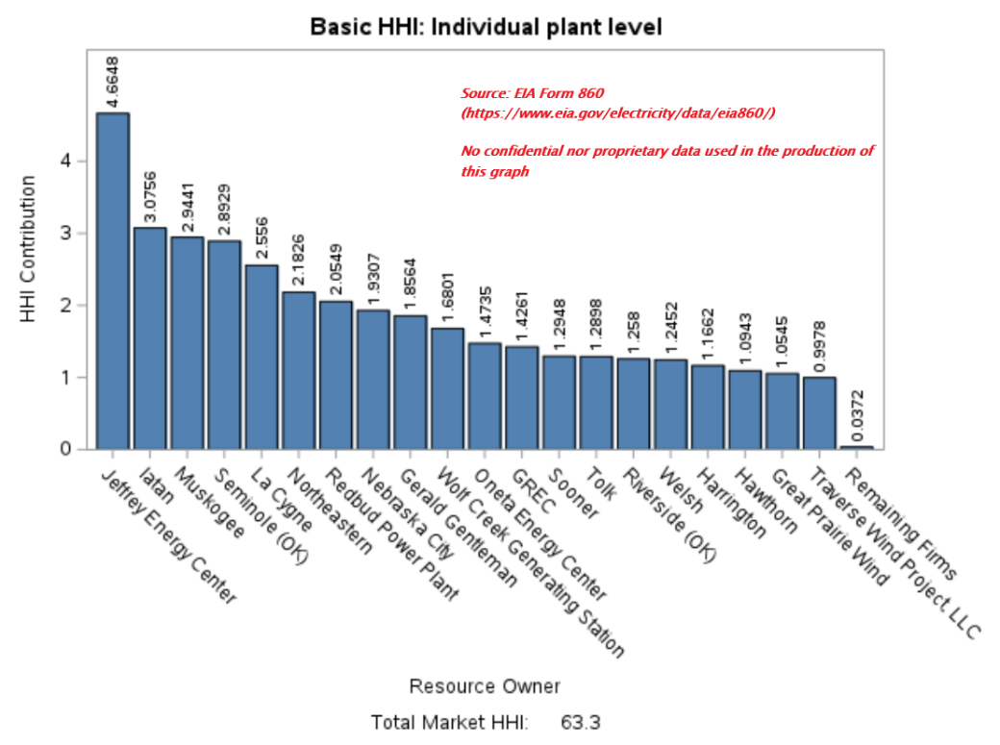 Basic HHI: Individual plant level
Source: EIA Form 860
(https://www.eia.gov/electricity/data/eia860/)
No confidential nor proprietary data used in the production of
this graph
HHI Contribution
4
3
2
1
0
4.6648
3.0756
2.9441
2.8929
2.556
2.1826
2.0549
1.9307
1.8564
1.6801
1.4735
1.4261
1.2948
1.2898
1.258
1.2452
1.1662
1.0943
1.0545
0.9978
0.0372
Jeffrey Energy Center
Iatan
Muskogee
Seminole (OK)
La Cygne
Northeastern
Redbud Power Plant
Nebraska City
Gerald Gentleman
Wolf Creek Generating Station
Oneta Energy Center
GREC
Sooner
Tolk
Riverside (OK)
Welsh
Harrington
Hawthorn
Great Prairie Wind
Traverse Wind Project, LLC
Remaining Firms
Resource Owner
Total Market HHI: 63.3